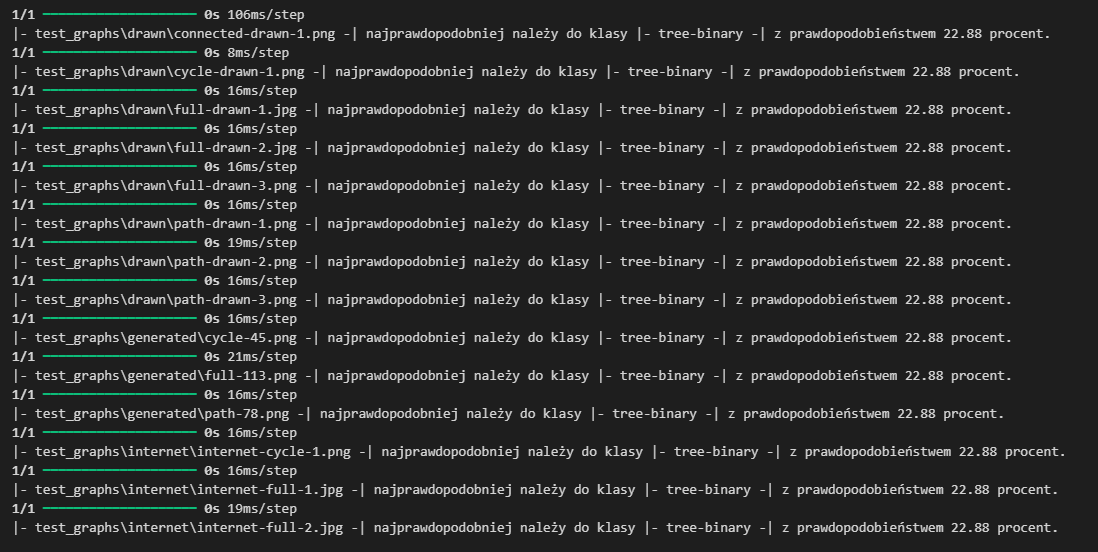 1/1 ━━━━━━━━━━━━━━━━━━━━ 0s 106ms/step
|- test_graphs\drawn\connected-drawn-1.png -| najprawdopodobniej należy do klasy |- tree-binary -| z prawdopodobieństwem 22.88 procent.
1/1 ━━━━━━━━━━━━━━━━━━━━ 0s 8ms/step
|- test_graphs\drawn\cycle-drawn-1.png -| najprawdopodobniej należy do klasy |- tree-binary -| z prawdopodobieństwem 22.88 procent.
1/1 ━━━━━━━━━━━━━━━━━━━━ 0s 16ms/step
|- test_graphs\drawn\full-drawn-1.jpg -| najprawdopodobniej należy do klasy |- tree-binary -| z prawdopodobieństwem 22.88 procent.
1/1 ━━━━━━━━━━━━━━━━━━━━ 0s 16ms/step
|- test_graphs\drawn\full-drawn-2.jpg -| najprawdopodobniej należy do klasy |- tree-binary -| z prawdopodobieństwem 22.88 procent.
1/1 ━━━━━━━━━━━━━━━━━━━━ 0s 16ms/step
|- test_graphs\drawn\full-drawn-3.png -| najprawdopodobniej należy do klasy |- tree-binary -| z prawdopodobieństwem 22.88 procent.
1/1 ━━━━━━━━━━━━━━━━━━━━ 0s 16ms/step
|- test_graphs\drawn\path-drawn-1.png -| najprawdopodobniej należy do klasy |- tree-binary -| z prawdopodobieństwem 22.88 procent.
1/1 ━━━━━━━━━━━━━━━━━━━━ 0s 19ms/step
|- test_graphs\drawn\path-drawn-2.png -| najprawdopodobniej należy do klasy |- tree-binary -| z prawdopodobieństwem 22.88 procent.
1/1 ━━━━━━━━━━━━━━━━━━━━ 0s 16ms/step
|- test_graphs\drawn\path-drawn-3.png -| najprawdopodobniej należy do klasy |- tree-binary -| z prawdopodobieństwem 22.88 procent.
1/1 ━━━━━━━━━━━━━━━━━━━━ 0s 16ms/step
|- test_graphs\generated\cycle-45.png -| najprawdopodobniej należy do klasy |- tree-binary -| z prawdopodobieństwem 22.88 procent.
1/1 ━━━━━━━━━━━━━━━━━━━━ 0s 21ms/step
|- test_graphs\generated\full-113.png -| najprawdopodobniej należy do klasy |- tree-binary -| z prawdopodobieństwem 22.88 procent.
1/1 ━━━━━━━━━━━━━━━━━━━━ 0s 16ms/step
|- test_graphs\generated\path-78.png -| najprawdopodobniej należy do klasy |- tree-binary -| z prawdopodobieństwem 22.88 procent.
1/1 ━━━━━━━━━━━━━━━━━━━━ 0s 16ms/step
|- test_graphs\internet\internet-cycle-1.png -| najprawdopodobniej należy do klasy |- tree-binary -| z prawdopodobieństwem 22.88 procent.
1/1 ━━━━━━━━━━━━━━━━━━━━ 0s 16ms/step
|- test_graphs\internet\internet-full-1.jpg -| najprawdopodobniej należy do klasy |- tree-binary -| z prawdopodobieństwem 22.88 procent.
1/1 ━━━━━━━━━━━━━━━━━━━━ 0s 19ms/step
|- test_graphs\internet\internet-full-2.jpg -| najprawdopodobniej należy do klasy |- tree-binary -| z prawdopodobieństwem 22.88 procent.